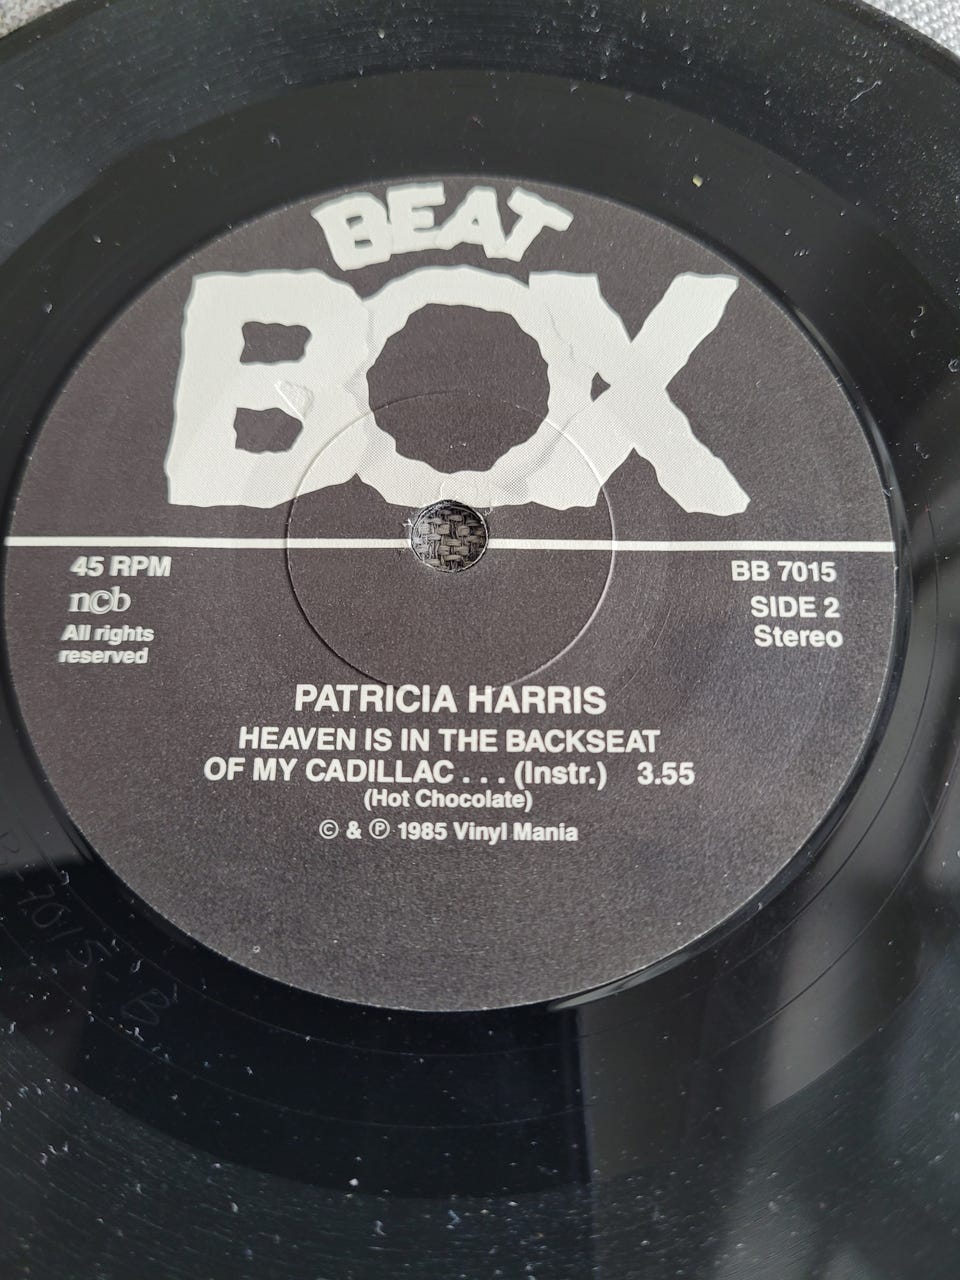 BEAT
BOX
45 RPM
ncb
All rights
reserved
BB 7015
SIDE 2
Stereo
PATRICIA HARRIS
HEAVEN IS IN THE BACKSEAT
OF MY CADILLAC . . . (Instr.) 3.55
(Hot Chocolate)
© & ℗ 1985 Vinyl Mania